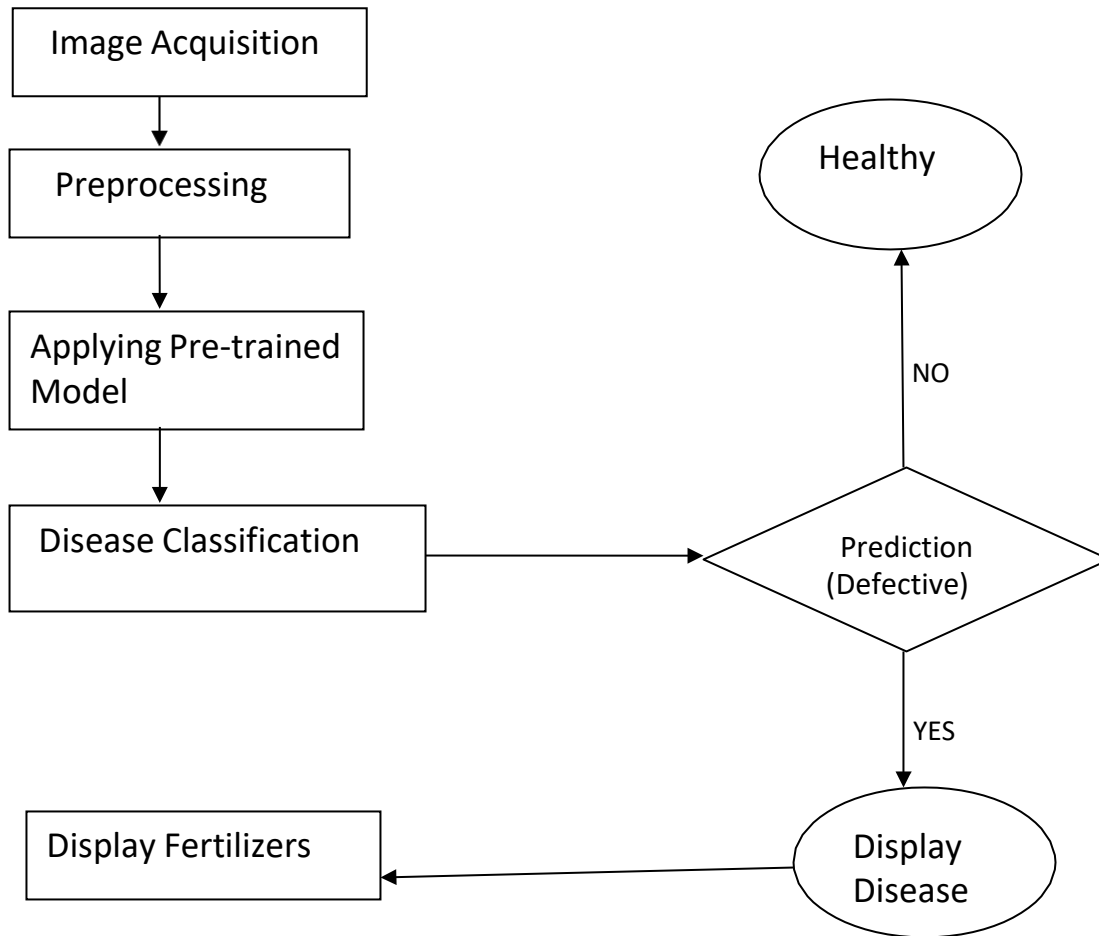 Image Acquisition
Preprocessing
Applying Pre-trained
Model
Disease Classification
Prediction
(Defective)
NO
Healthy
YES
Display
Disease
Display Fertilizers